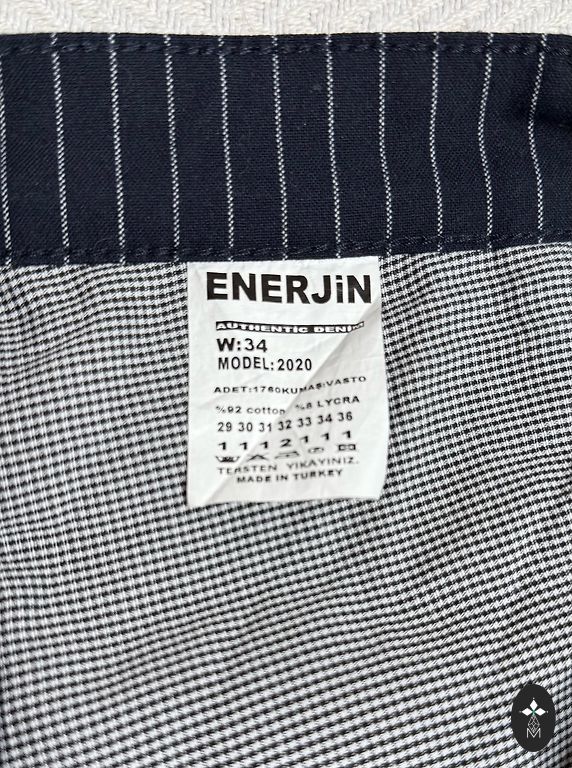 ENERJiN
AUTHENTIC DENIM
W:34
MODEL:2020
ADET:1760KUMAS:VASTO
%92 cotton %8 LYCRA
29 30 31 32 33 34 36
1 1 1 2 1 1 1
TERSTEN YIKAYINIZ.
MADE IN TURKEY
M